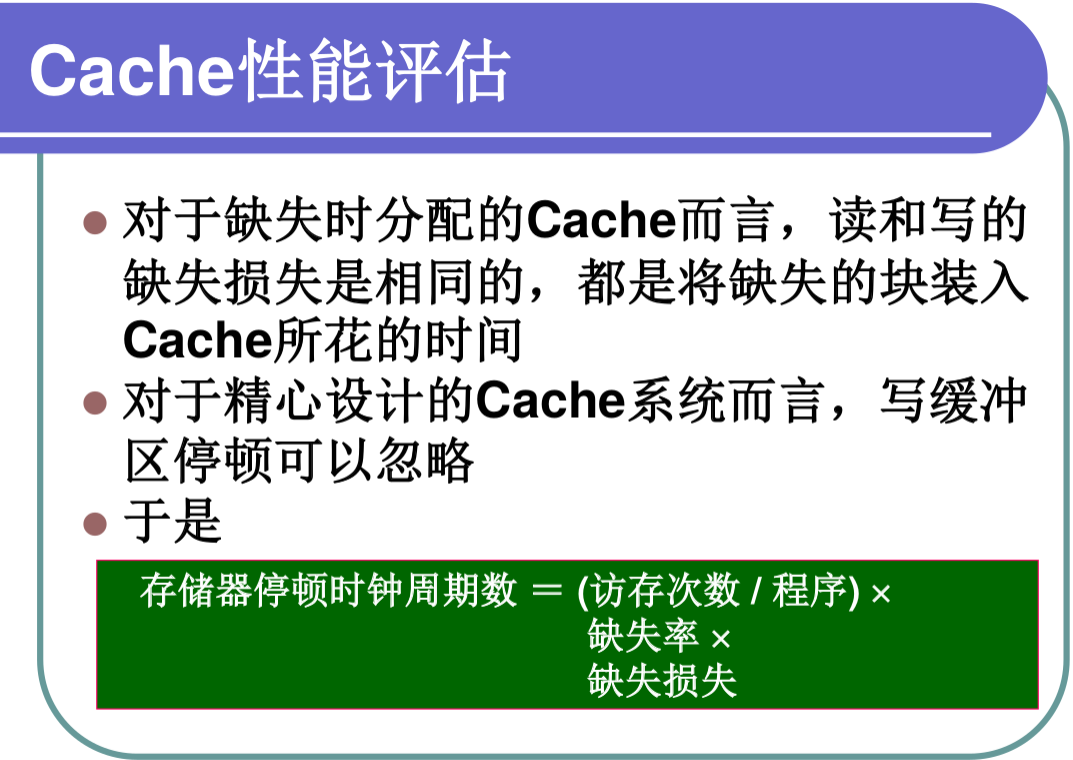 Cache性能评估
对于缺失时分配的Cache而言，读和写的
缺失损失是相同的，都是将缺失的块装入
Cache所花的时间
对于精心设计的Cache系统而言，写缓冲
区停顿可以忽略
于是
存储器停顿时钟周期数 ＝ (访存次数 / 程序) ×
缺失率 ×
缺失损失